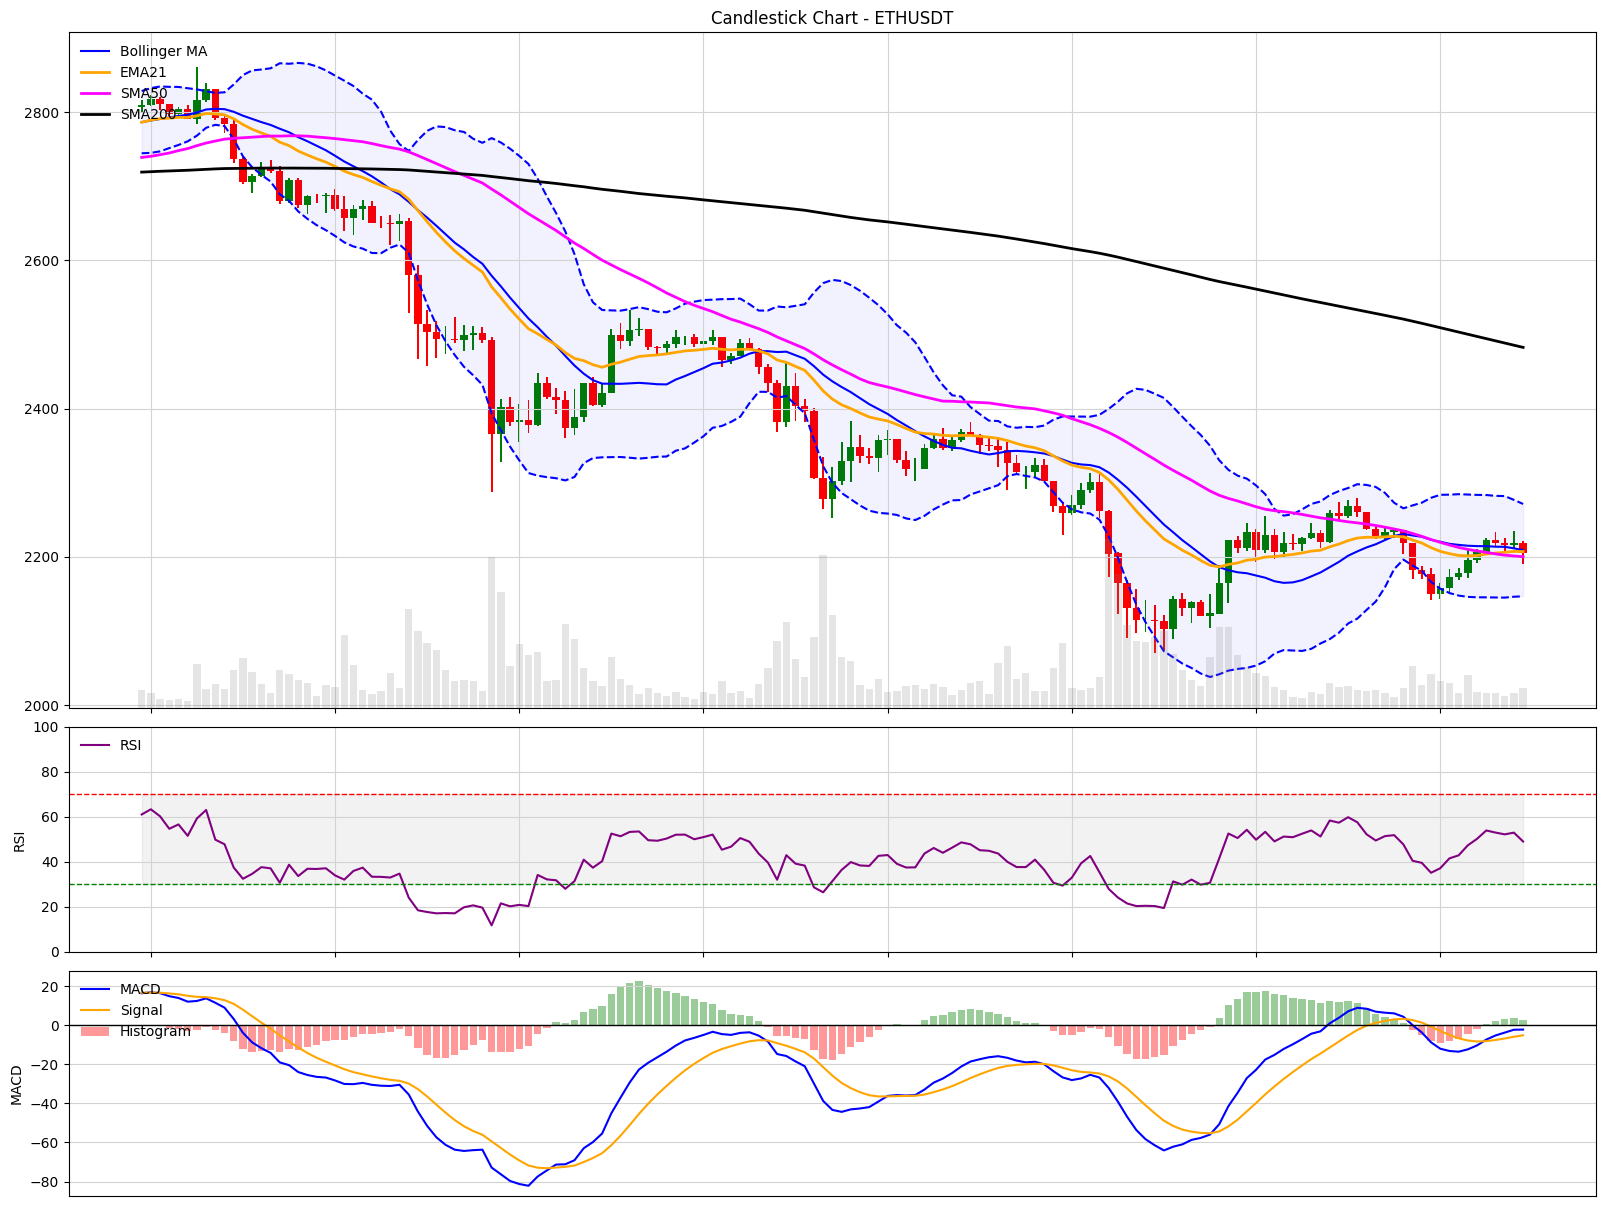 Candlestick Chart - ETHUSDT
Bollinger MA
EMA21
SMA50
SMA200
2800
2600
2400
2200
2000
RSI
100
80
60
40
20
0
RSI
MACD
Signal
Histogram
20
0
−20
−40
−60
−80
MACD